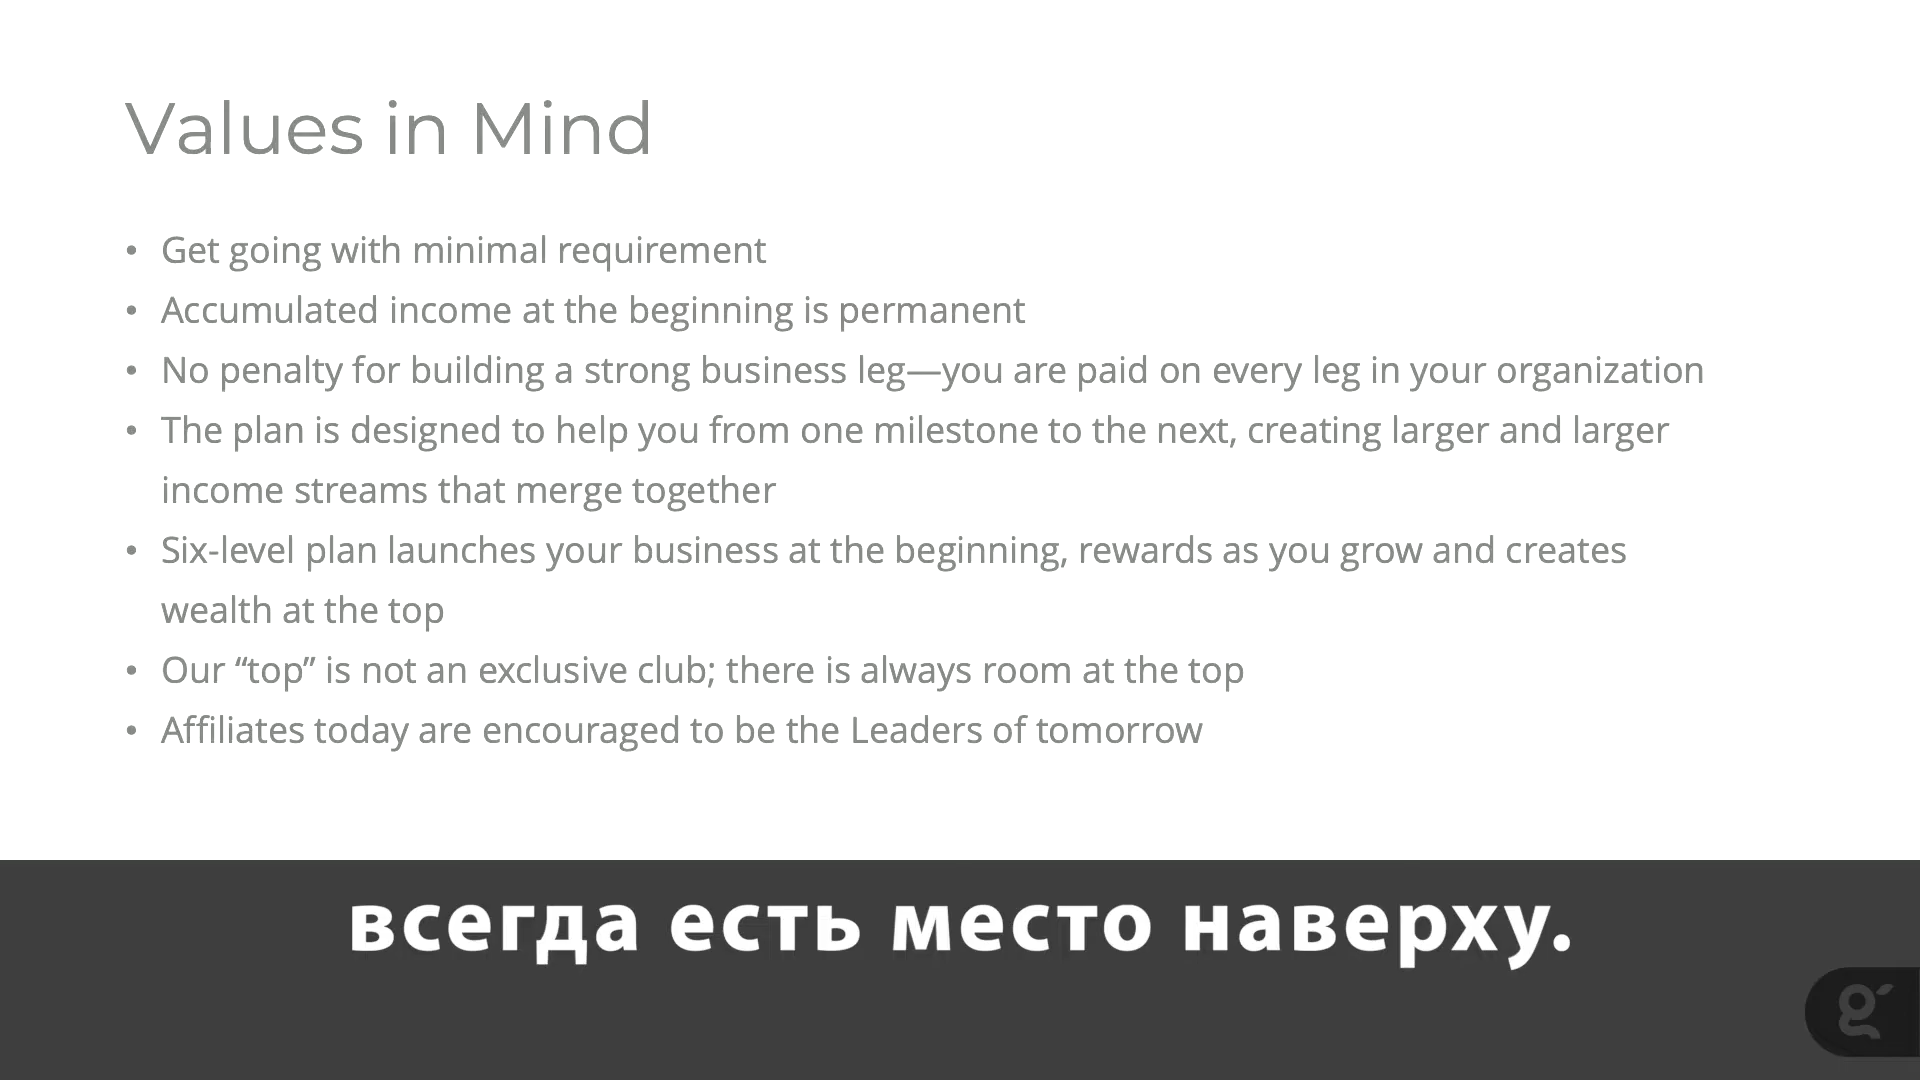 Values in Mind
• Get going with minimal requirement
• Accumulated income at the beginning is permanent
• No penalty for building a strong business leg—you are paid on every leg in your organization
• The plan is designed to help you from one milestone to the next, creating larger and larger
income streams that merge together
• Six-level plan launches your business at the beginning, rewards as you grow and creates
wealth at the top
• Our “top” is not an exclusive club; there is always room at the top
• Affiliates today are encouraged to be the Leaders of tomorrow
всегда есть место наверху.
g